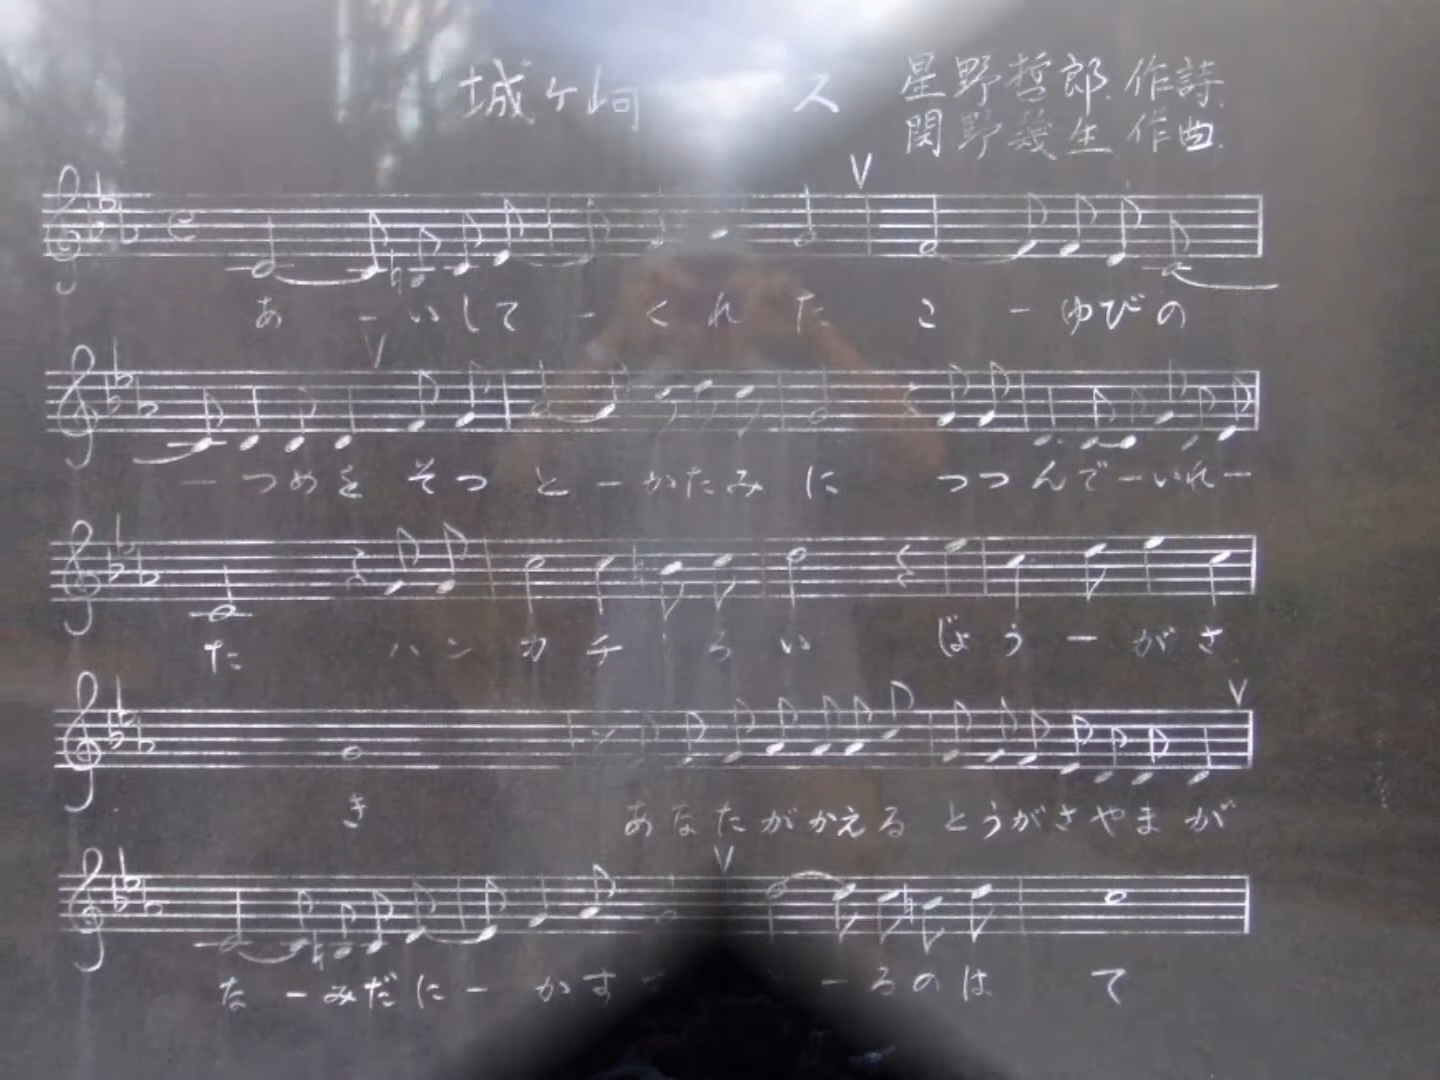 城ヶ崎 ス
星野哲郎 作詩
関野幾生 作曲
あーいしてーくれた こーゆびの
ーつめを そっとーかたみに つつんでーいれー
た ハンカチ ろい じょうーがさ
き あなたがかえる とうがさやまが
なーみだにーかす ーるのは て